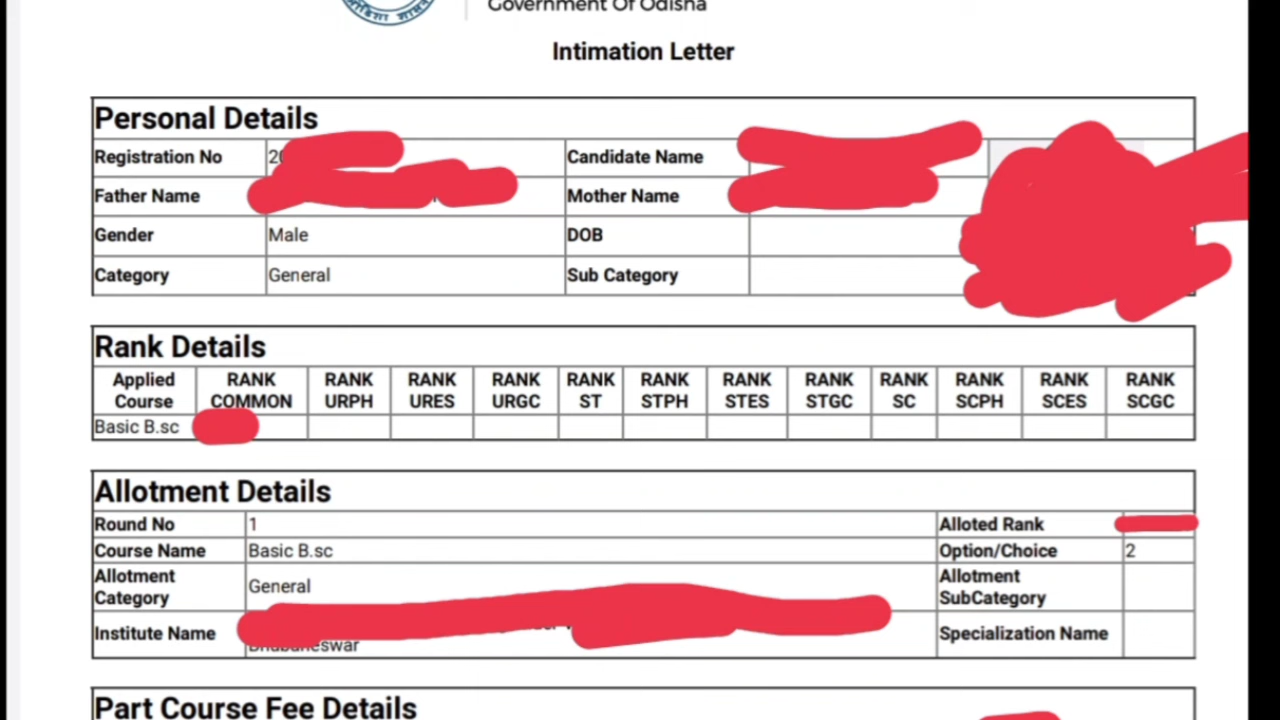 Government Of Odisha
Intimation Letter
Personal Details
Registration No 20 Candidate Name
Father Name Mother Name
Gender Male DOB
Category General Sub Category
Rank Details
Applied Course RANK COMMON RANK URPH RANK URES RANK URGC RANK ST RANK STPH RANK STES RANK STGC RANK SC RANK SCPH RANK SCES RANK SCGC
Basic B.sc
Allotment Details
Round No 1 Alloted Rank
Course Name Basic B.sc Option/Choice 2
Allotment Category General Allotment SubCategory
Institute Name Bhubaneswar Specialization Name
Part Course Fee Details